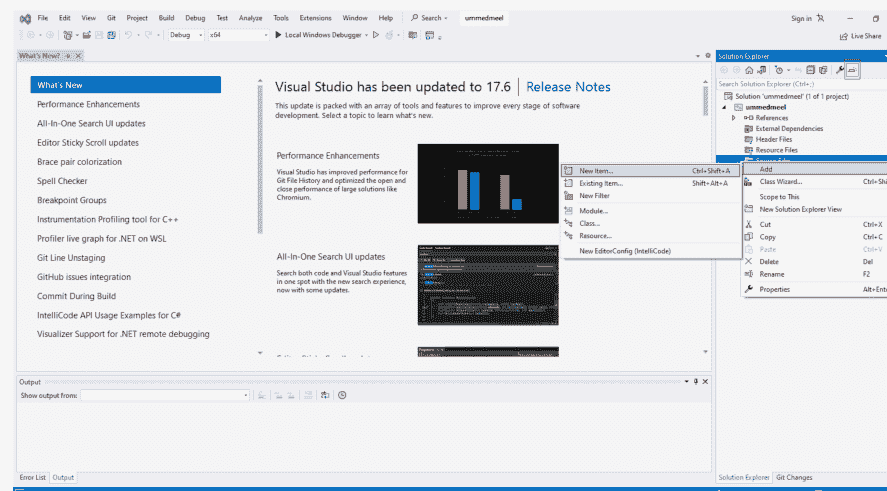 File Edit View Git Project Build Debug Test Analyze Tools Extensions Window Help Search ummedmeel Sign in
Debug x64 Local Windows Debugger Live Share
What's New?
What's New
Performance Enhancements
All-In-One Search UI updates
Editor Sticky Scroll updates
Brace pair colorization
Spell Checker
Breakpoint Groups
Instrumentation Profiling tool for C++
Profiler live graph for .NET on WSL
Git Line Unstaging
GitHub issues integration
Commit During Build
IntelliCode API Usage Examples for C#
Visualizer Support for .NET remote debugging
Visual Studio has been updated to 17.6 | Release Notes
This update is packed with an array of tools and features to improve every stage of software
development. Select a topic to learn what's new.
Performance Enhancements
Visual Studio has improved performance for
Git File History and optimized the open and
close performance of large solutions like
Chromium.
All-In-One Search UI updates
Search both code and Visual Studio features
in one spot with the new search experience,
now with some updates.
New Item... Ctrl+Shift+A
Existing Item... Shift+Alt+A
New Filter
Module...
Class...
Resource...
New EditorConfig (IntelliCode)
Solution Explorer
Search Solution Explorer (Ctrl+;)
Solution 'ummedmeel' (1 of 1 project)
ummedmeel
References
External Dependencies
Header Files
Resource Files
Add
Class Wizard... Ctrl+Shi
Scope to This
New Solution Explorer View
Cut Ctrl+X
Copy Ctrl+C
Paste Ctrl+V
Delete Del
Rename F2
Properties Alt+Ente
Output
Show output from:
Error List Output
Solution Explorer Git Changes